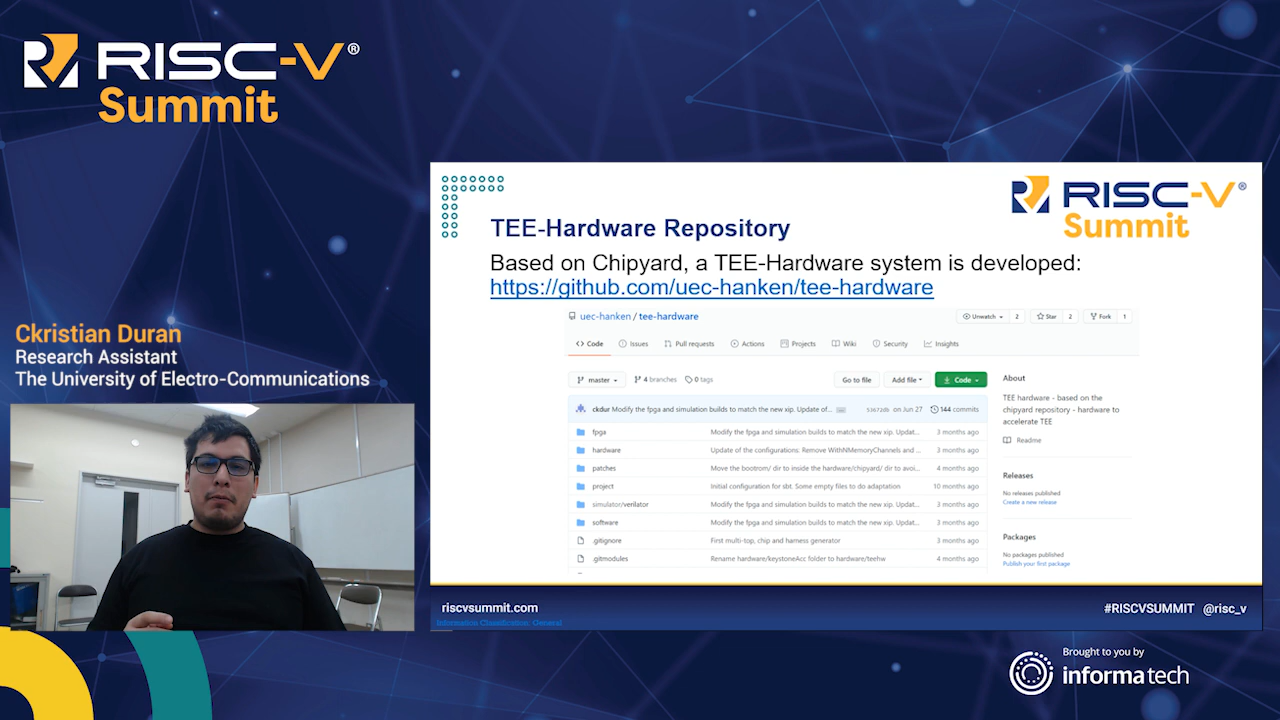 RISC-V®
Summit
Ckristian Duran
Research Assistant
The University of Electro-Communications
RISC-V®
Summit
TEE-Hardware Repository
Based on Chipyard, a TEE-Hardware system is developed:
https://github.com/uec-hanken/tee-hardware
uec-hanken / tee-hardware
Unwatch 2 Star 2 Fork 1
Code Issues Pull requests Actions Projects Wiki Security Insights
master 4 branches 0 tags Go to file Add file Code
ckdur Modify the fpga and simulation builds to match the new xip. Update of... 53672db on Jun 27 144 commits
fpga Modify the fpga and simulation builds to match the new xip. Updat... 3 months ago
hardware Update of the configurations: Remove WithNMemoryChannels and ... 3 months ago
patches Move the bootrom/ dir to inside the hardware/chipyard/ dir to avoi... 4 months ago
project Initial configuration for sbt. Some empty files to do adaptation 10 months ago
simulator/verilator Modify the fpga and simulation builds to match the new xip. Updat... 3 months ago
software Modify the fpga and simulation builds to match the new xip. Updat... 3 months ago
.gitignore First multi-top, chip and harness generator 3 months ago
.gitmodules Rename hardware/keystoneAcc folder to hardware/teehw 4 months ago
About
TEE hardware - based on the
chipyard repository - hardware to
accelerate TEE
Readme
Releases
No releases published
Create a new release
Packages
No packages published
Publish your first package
riscvsummit.com
#RISCVSUMMIT @risc_v
Information Classification: General
Brought to you by
informa tech